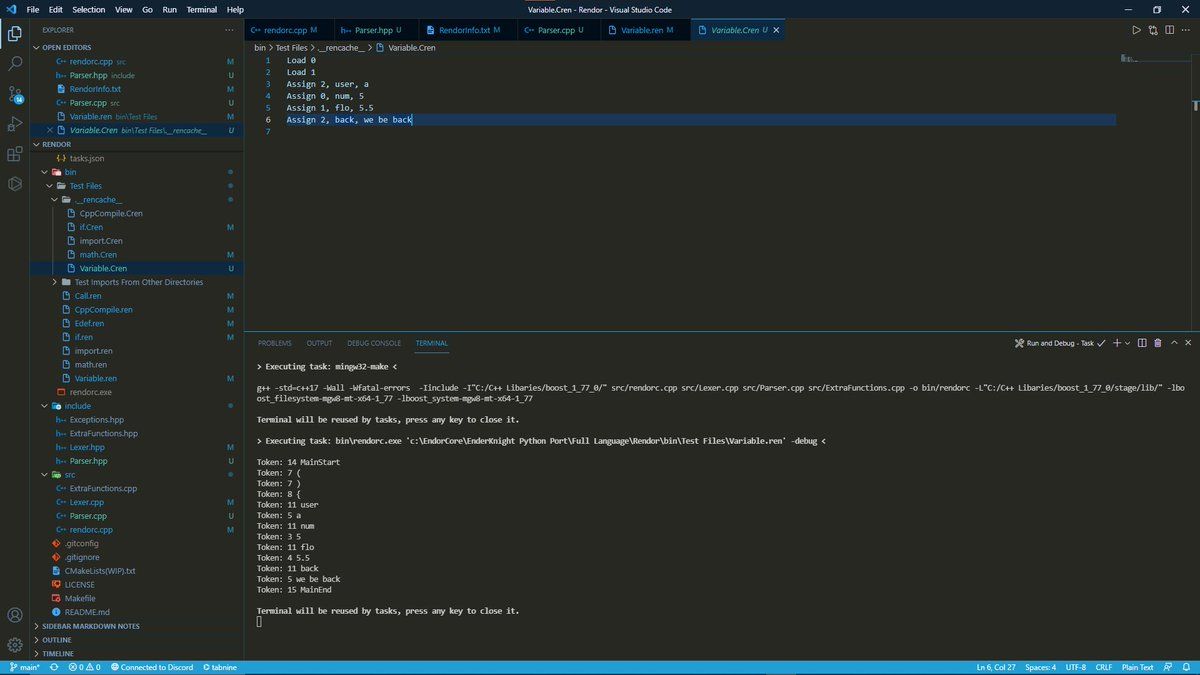 File Edit Selection View Go Run Terminal Help
Variable.Cren - Rendor - Visual Studio Code
EXPLORER
OPEN EDITORS
rendorc.cpp src M
Parser.hpp include U
RendorInfo.txt M
Parser.cpp src U
Variable.ren bin\Test Files M
Variable.Cren bin\Test Files\.__rencache__ U
RENDOR
tasks.json
bin
Test Files
.__rencache__
CppCompile.Cren
if.Cren M
import.Cren
math.Cren M
Variable.Cren U
Test Imports From Other Directories
Call.ren M
CppCompile.ren M
Edef.ren M
if.ren M
import.ren
math.ren
Variable.ren M
rendorc.exe
include
Exceptions.hpp
ExtraFunctions.hpp
Lexer.hpp M
Parser.hpp U
src
ExtraFunctions.cpp
Lexer.cpp M
Parser.cpp U
rendorc.cpp M
.gitconfig
.gitignore
CMakeLists(WIP).txt
LICENSE
Makefile
README.md
SIDEBAR MARKDOWN NOTES
OUTLINE
TIMELINE
14
rendorc.cpp M Parser.hpp U RendorInfo.txt M Parser.cpp U Variable.ren M Variable.Cren U
bin > Test Files > .__rencache__ > Variable.Cren
1 Load 0
2 Load 1
3 Assign 2, user, a
4 Assign 0, num, 5
5 Assign 1, flo, 5.5
6 Assign 2, back, we be back
7
PROBLEMS OUTPUT DEBUG CONSOLE TERMINAL
Run and Debug - Task
> Executing task: mingw32-make <
g++ -std=c++17 -Wall -Wfatal-errors  -Iinclude -I"C:/C++ Libaries/boost_1_77_0/" src/rendorc.cpp src/Lexer.cpp src/Parser.cpp src/ExtraFunctions.cpp -o bin/rendorc -L"C:/C++ Libaries/boost_1_77_0/stage/lib/" -lbo
ost_filesystem-mgw8-mt-x64-1_77 -lboost_system-mgw8-mt-x64-1_77
Terminal will be reused by tasks, press any key to close it.
> Executing task: bin\rendorc.exe 'c:\EndorCore\EnderKnight Python Port\Full Language\Rendor\bin\Test Files\Variable.ren' -debug <
Token: 14 MainStart
Token: 7 (
Token: 7 )
Token: 8 {
Token: 11 user
Token: 5 a
Token: 11 num
Token: 3 5
Token: 11 flo
Token: 4 5.5
Token: 11 back
Token: 5 we be back
Token: 15 MainEnd
Terminal will be reused by tasks, press any key to close it.
main* 0 0 Connected to Discord tabnine
Ln 6, Col 27 Spaces: 4 UTF-8 CRLF Plain Text